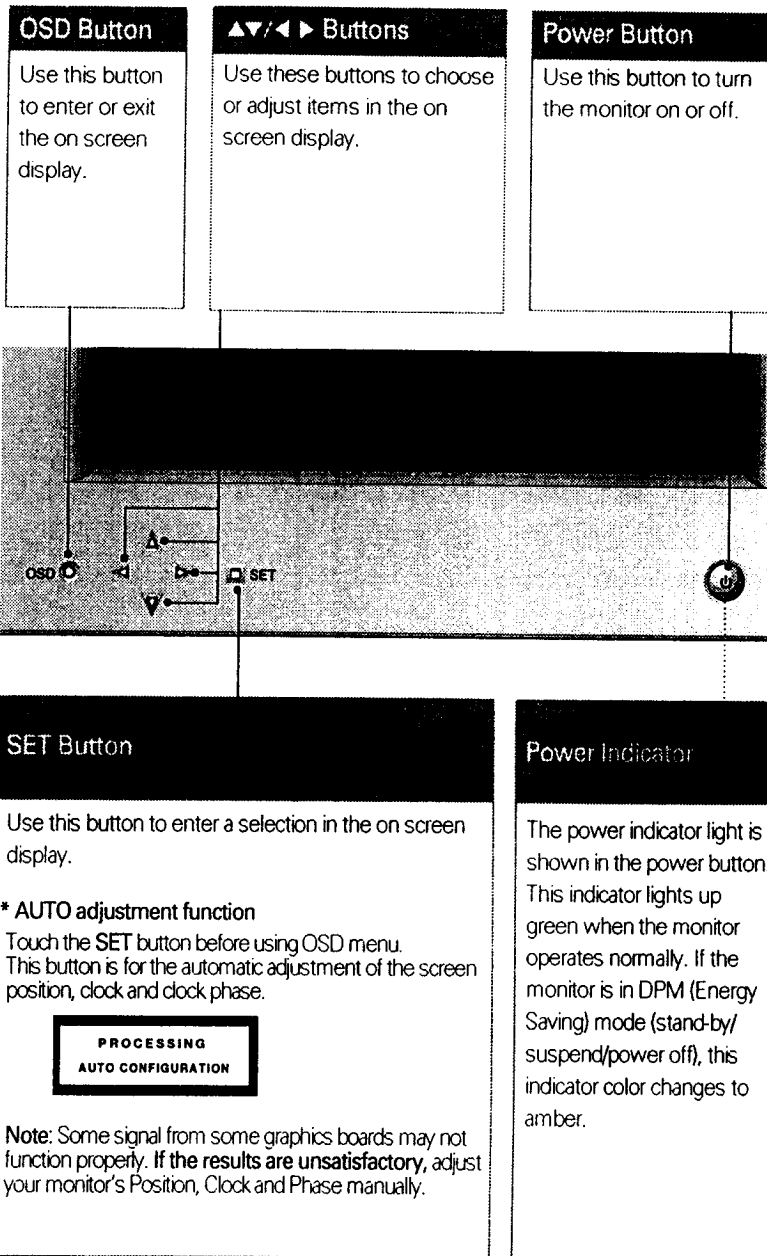 OSD Button
Use this button
to enter or exit
the on screen
display.
▲▼/◀ ▶ Buttons
Use these buttons to choose
or adjust items in the on
screen display.
Power Button
Use this button to turn
the monitor on or off.
OSD
SET
SET Button
Use this button to enter a selection in the on screen
display.
* AUTO adjustment function
Touch the SET button before using OSD menu.
This button is for the automatic adjustment of the screen
position, clock and clock phase.
PROCESSING
AUTO CONFIGURATION
Note: Some signal from some graphics boards may not
function properly. If the results are unsatisfactory, adjust
your monitor's Position, Clock and Phase manually.
Power Indicator
The power indicator light is
shown in the power button
This indicator lights up
green when the monitor
operates normally. If the
monitor is in DPM (Energy
Saving) mode (stand-by/
suspend/power off), this
indicator color changes to
amber.